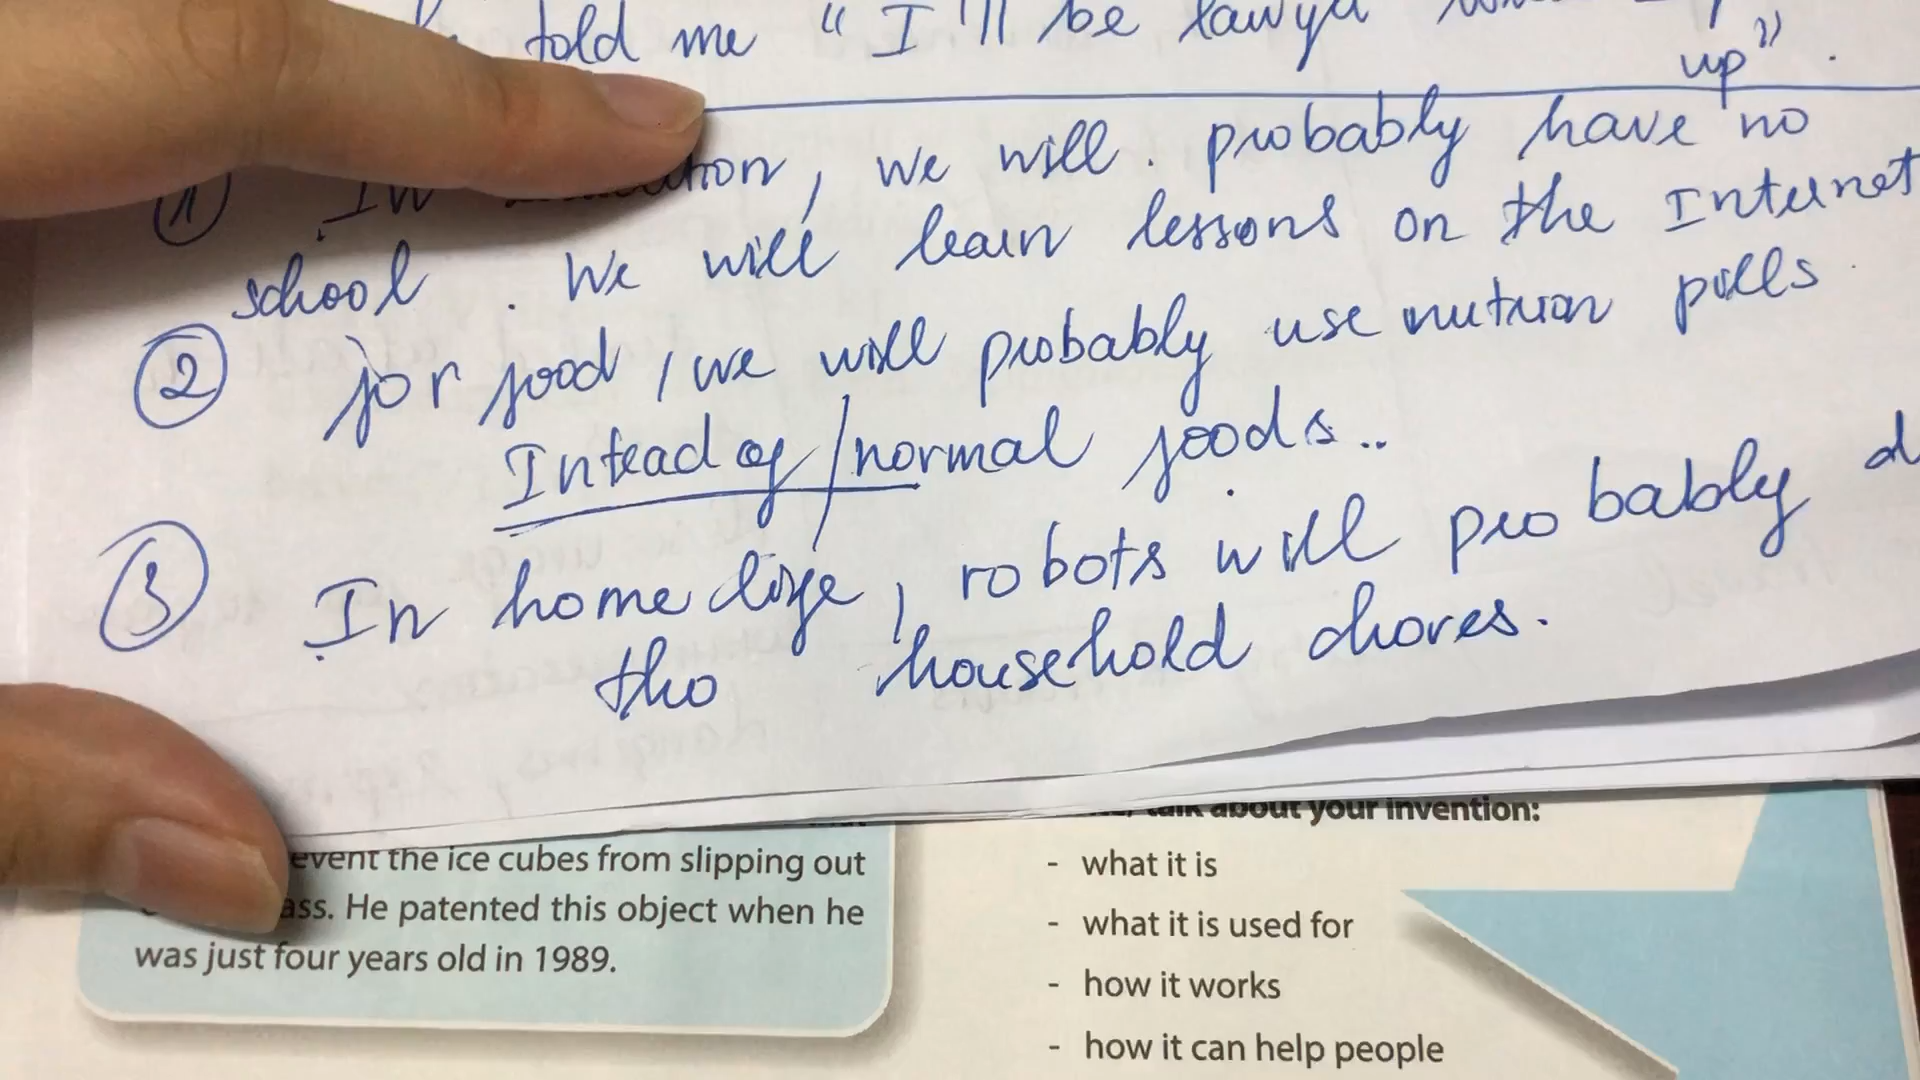 told me " I'll be lawyer
up".
① In we will. probably have no
school. We will learn lessons on the Internet
② for food, we will probably use nutrion pills
Intead of / normal foods..
③ In home life, robots will probably
tho household chores.
talk about your invention:
event the ice cubes from slipping out
ass. He patented this object when he
was just four years old in 1989.
- what it is
- what it is used for
- how it works
- how it can help people